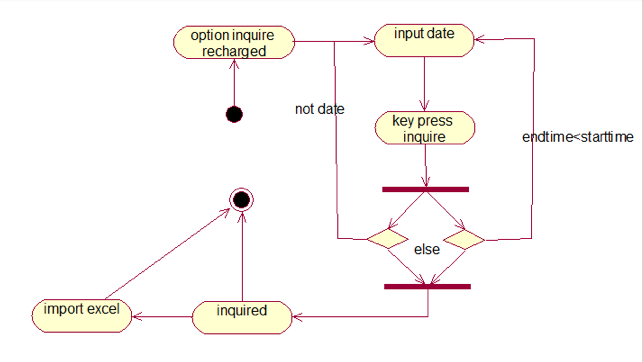 option inquire
recharged
input date
not date
key press
inquire
endtime<starttime
else
import excel
inquired